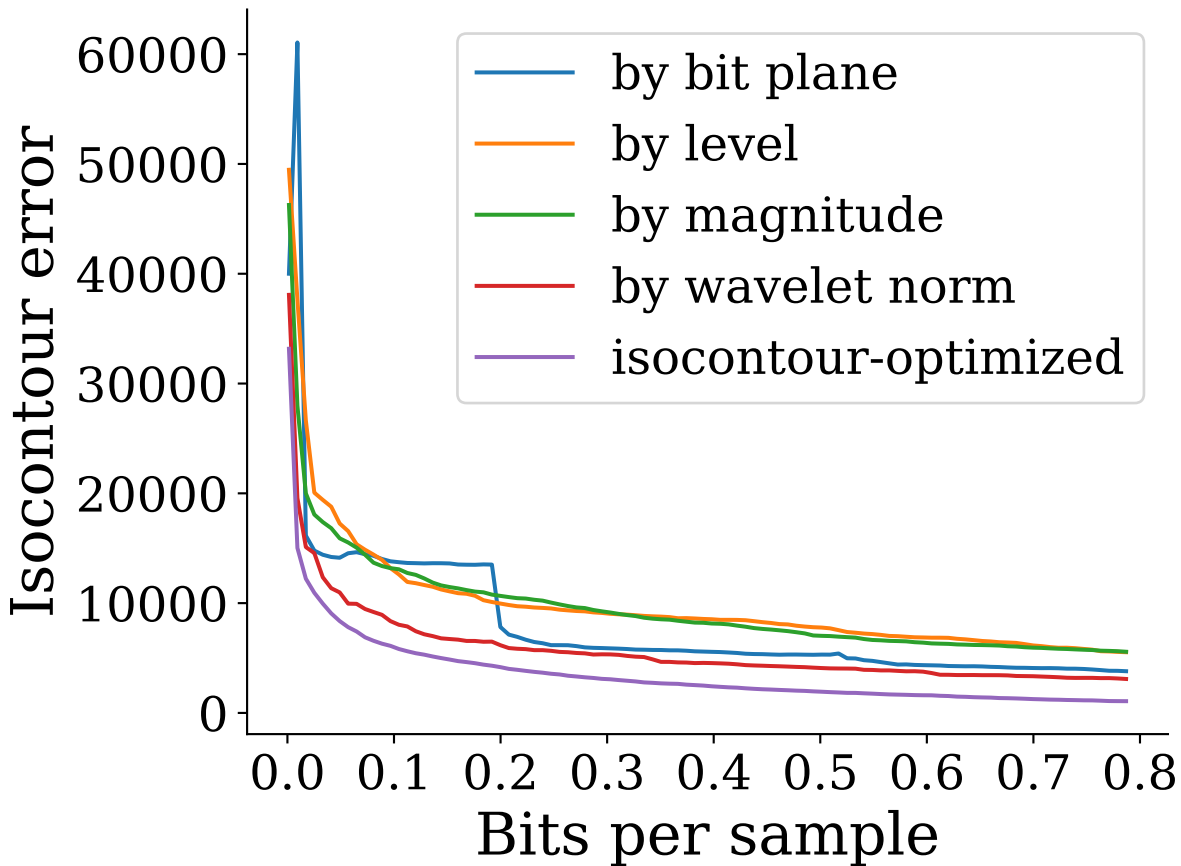 60000
50000
40000
30000
20000
10000
0
Isocontour error
by bit plane
by level
by magnitude
by wavelet norm
isocontour-optimized
0.0 0.1 0.2 0.3 0.4 0.5 0.6 0.7 0.8
Bits per sample